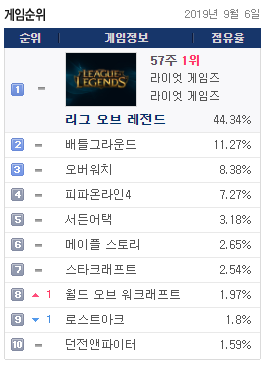 게임순위 2019년 9월 6일
순위 게임정보 점유율
1 LEAGUE OF LEGENDS 57주 1위
라이엇 게임즈
라이엇 게임즈
리그 오브 레전드 44.34%
2 배틀그라운드 11.27%
3 오버워치 8.38%
4 피파온라인4 7.27%
5 서든어택 3.18%
6 메이플 스토리 2.65%
7 스타크래프트 2.54%
8 ▲ 1 월드 오브 워크래프트 1.97%
9 ▼ 1 로스트아크 1.8%
10 던전앤파이터 1.59%